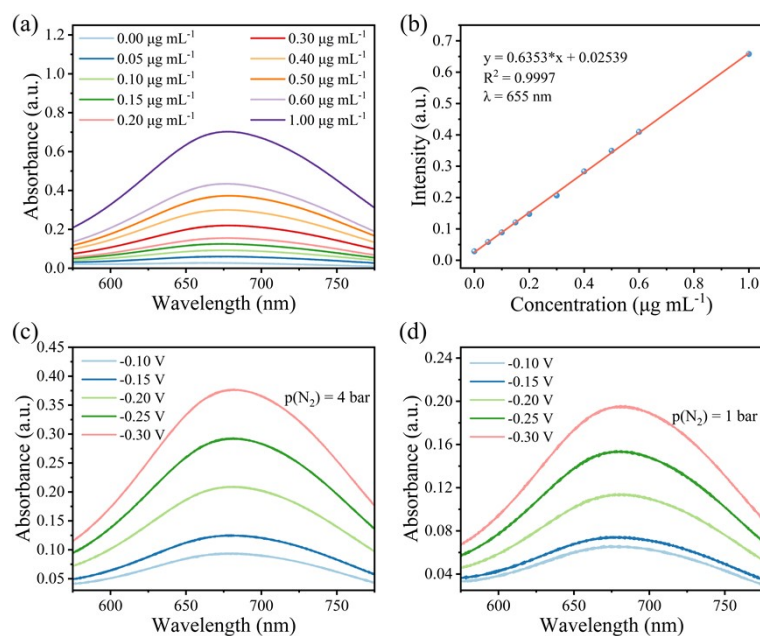 (a)
0.00 μg mL⁻¹
0.05 μg mL⁻¹
0.10 μg mL⁻¹
0.15 μg mL⁻¹
0.20 μg mL⁻¹
0.30 μg mL⁻¹
0.40 μg mL⁻¹
0.50 μg mL⁻¹
0.60 μg mL⁻¹
1.00 μg mL⁻¹
1.2
1.0
0.8
0.6
0.4
0.2
0.0
Absorbance (a.u.)
600 650 700 750
Wavelength (nm)
(b)
y = 0.6353*x + 0.02539
R² = 0.9997
λ = 655 nm
0.7
0.6
0.5
0.4
0.3
0.2
0.1
0.0
Intensity (a.u.)
0.0 0.2 0.4 0.6 0.8 1.0
Concentration (μg mL⁻¹)
(c)
-0.10 V
-0.15 V
-0.20 V
-0.25 V
-0.30 V
p(N₂) = 4 bar
0.45
0.40
0.35
0.30
0.25
0.20
0.15
0.10
0.05
Absorbance (a.u.)
600 650 700 750
Wavelength (nm)
(d)
-0.10 V
-0.15 V
-0.20 V
-0.25 V
-0.30 V
p(N₂) = 1 bar
0.24
0.20
0.16
0.12
0.08
0.04
Absorbance (a.u.)
600 650 700 750
Wavelength (nm)